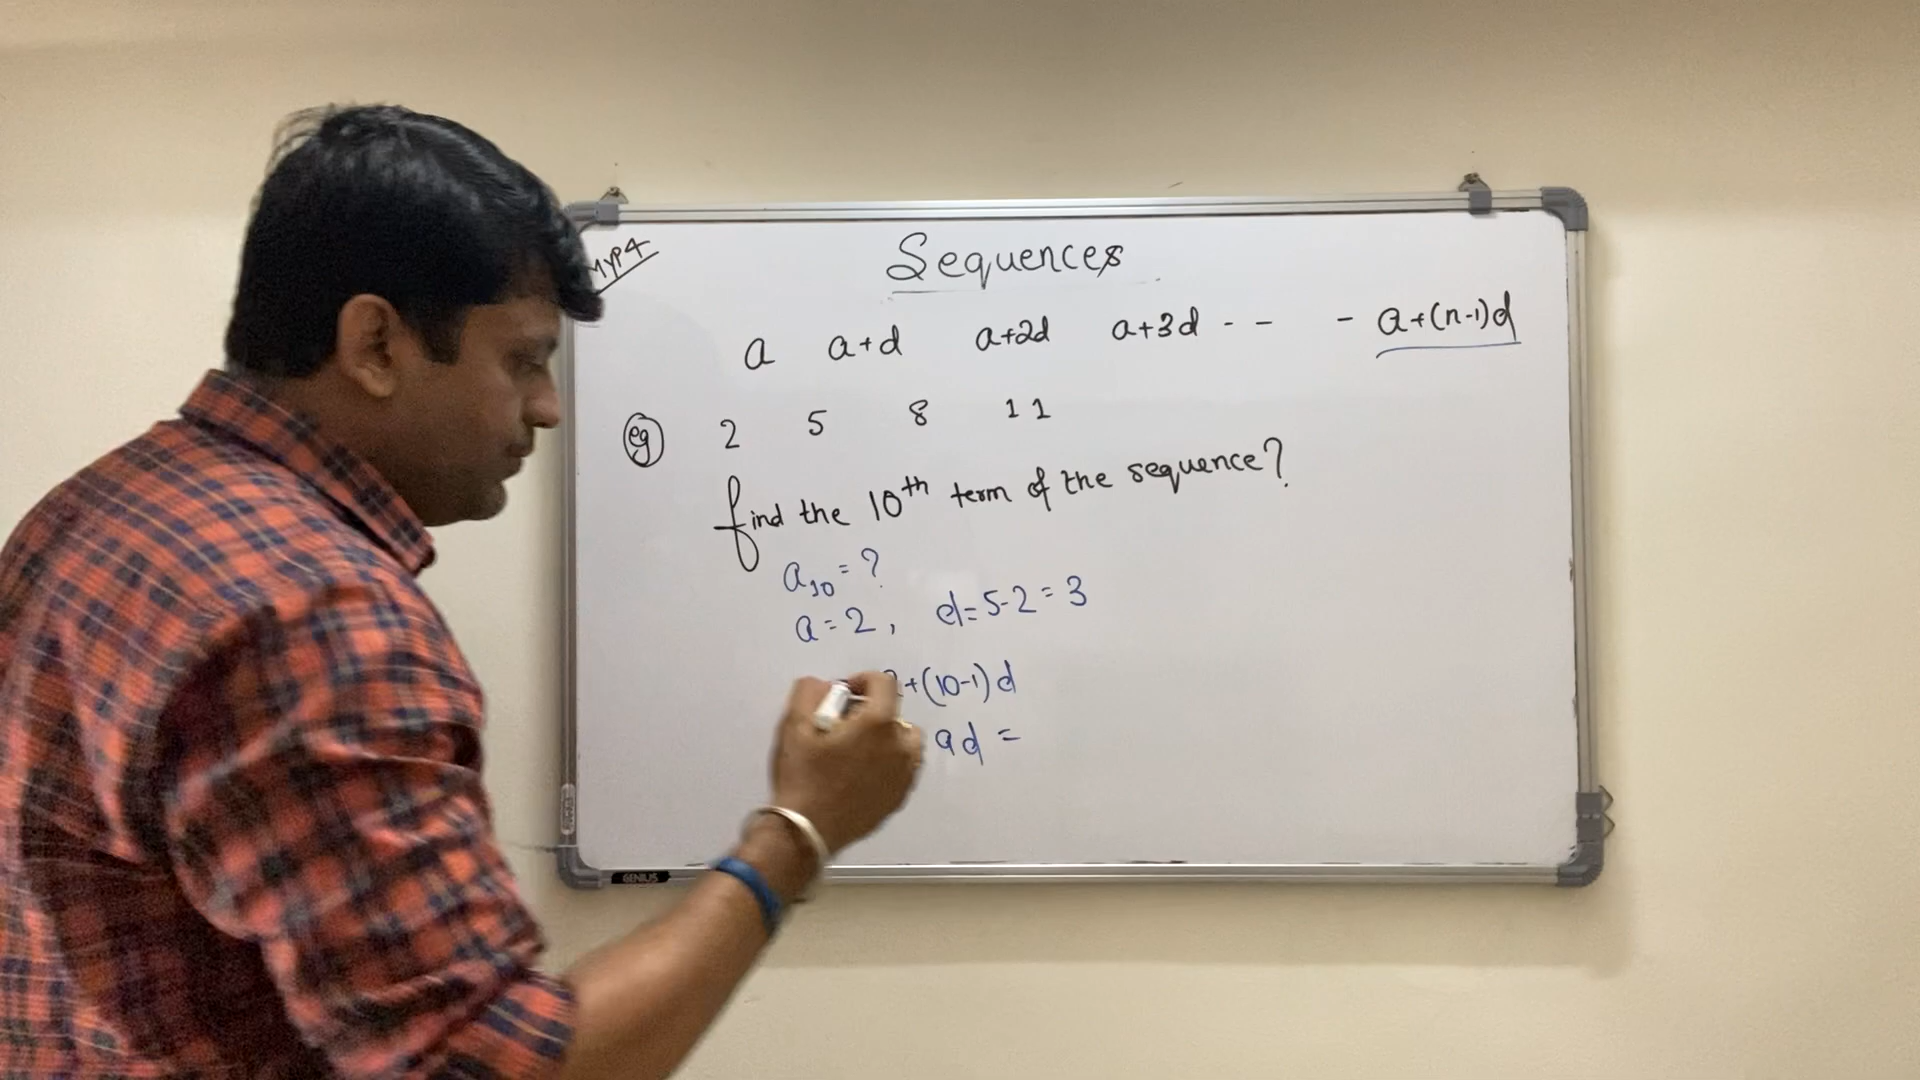 MYP4
Sequences
a a+d a+2d a+3d - - - a+(n-1)d
eg 2 5 8 11
find the 10th term of the sequence?
a10 = ?
a = 2, d = 5-2 = 3
+(10-1)d
9d =
GENIUS